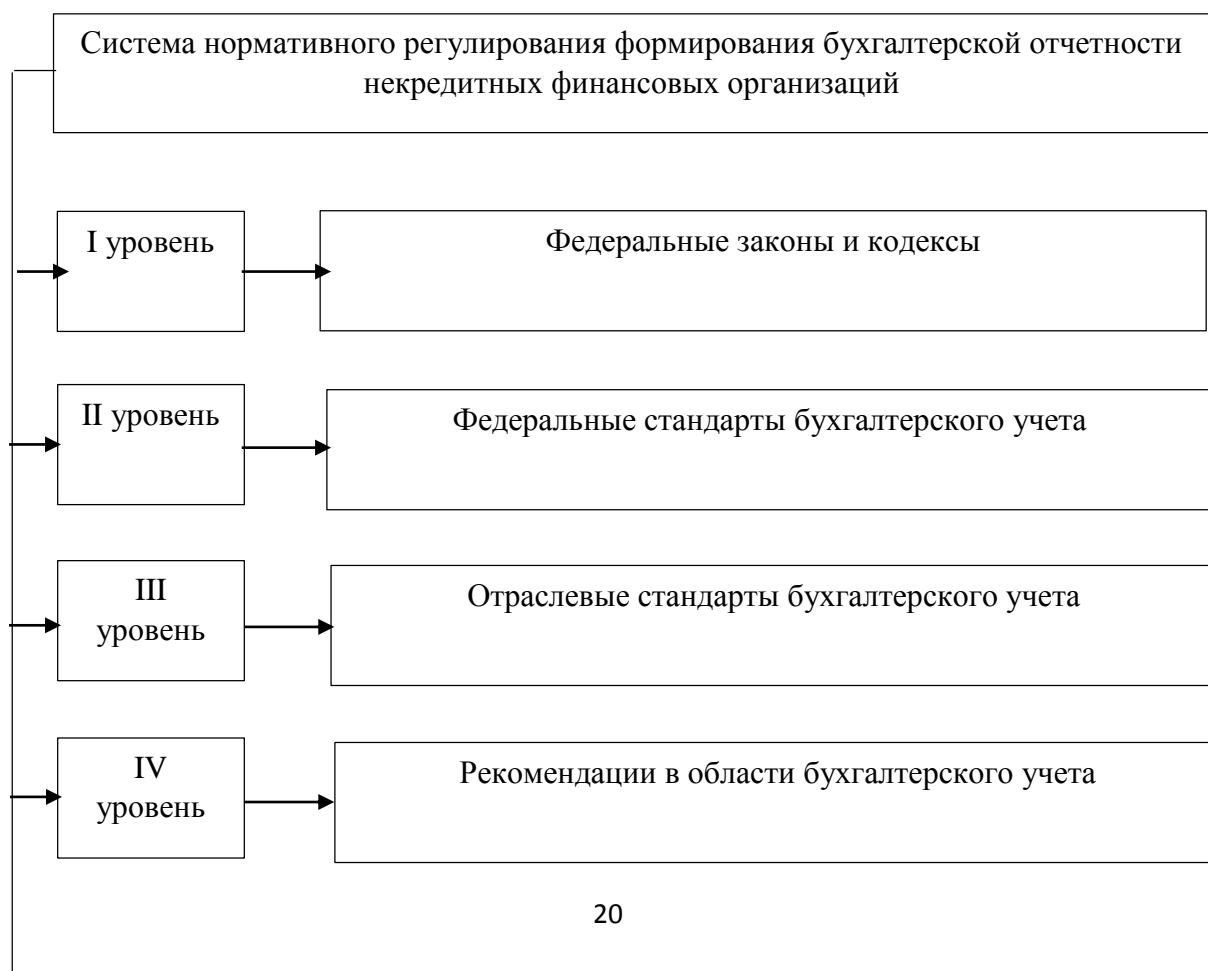 Система нормативного регулирования формирования бухгалтерской отчетности
некредитных финансовых организаций
I уровень
Федеральные законы и кодексы
II уровень
Федеральные стандарты бухгалтерского учета
III
уровень
Отраслевые стандарты бухгалтерского учета
IV
уровень
Рекомендации в области бухгалтерского учета
20